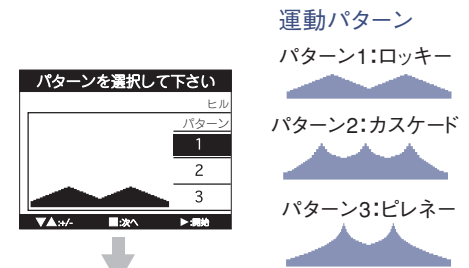 運動パターン
パターン1:ロッキー
パターンを選択して下さい
ヒル
パターン
1
2
3
▼▲:+/-
■:次へ
▶:開始
パターン2:カスケード
パターン3:ピレネー